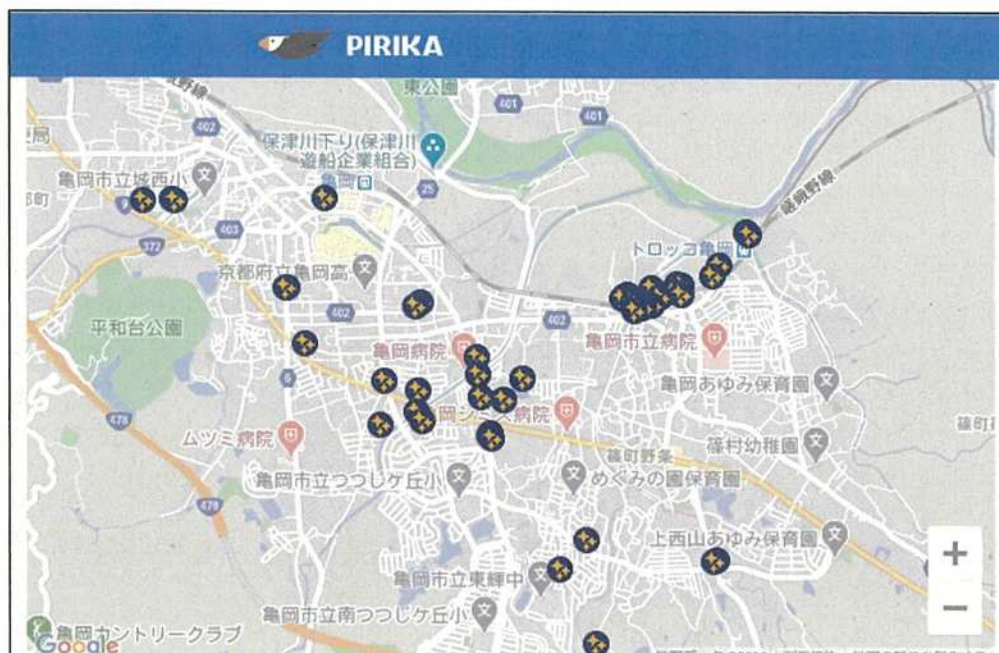 PIRIKA
東公園
401
401
402
保津川下り(保津川
遊船企業組合)
亀岡
亀岡市立城西小
25
9
嵯峨野線
403
372
トロッコ亀岡
京都府立亀岡高
402
402
平和台公園
亀岡病院
亀岡市立病院
6
亀岡あゆみ保育園
478
ムツミ病院
篠村幼稚園
篠町野条
亀岡市立つつじケ丘小
めぐみの園保育園
478
上西山あゆみ保育園
+
亀岡市立東輝中
−
亀岡市立南つつじケ丘小
亀岡カントリークラブ
Google